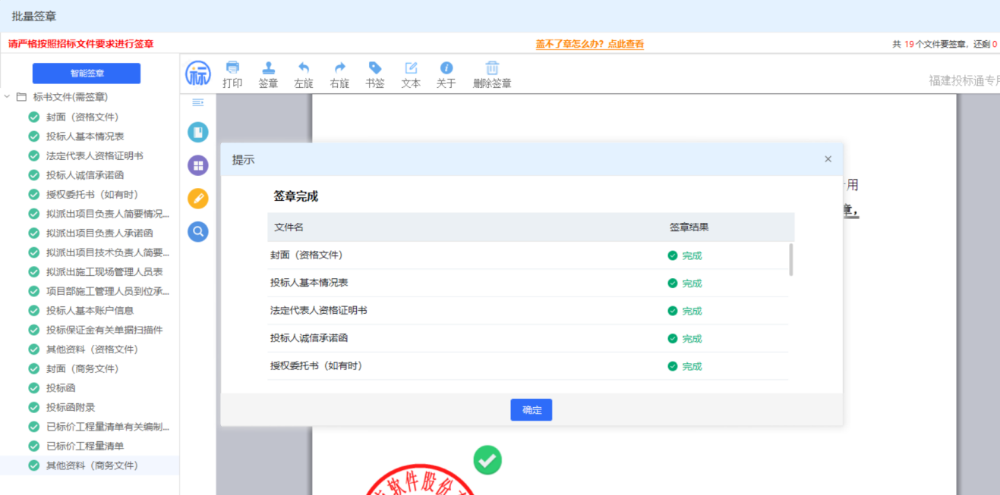 批量签章
请严格按照招标文件要求进行签章
盖不了章怎么办？点此查看
共 19个文件要签章，还剩0
智能签章
标书文件(需签章)
封面（资格文件）
投标人基本情况表
法定代表人资格证明书
投标人诚信承诺函
授权委托书（如有时）
拟派出项目负责人简要情况...
拟派出项目负责人承诺函
拟派出项目技术负责人简要...
拟派出施工现场管理人员表
项目部施工管理人员到位承...
投标人基本账户信息
投标保证金有关单据扫描件
其他资料（资格文件）
封面（商务文件）
投标函
投标函附录
已标价工程量清单有关编制...
已标价工程量清单
其他资料（商务文件）
标
打印
签章
左旋
右旋
书签
文本
关于
删除签章
福建投标通专用
用
章，
提示
签章完成
文件名 签章结果
封面（资格文件） 完成
投标人基本情况表 完成
法定代表人资格证明书 完成
投标人诚信承诺函 完成
授权委托书（如有时） 完成
确定
软件股份